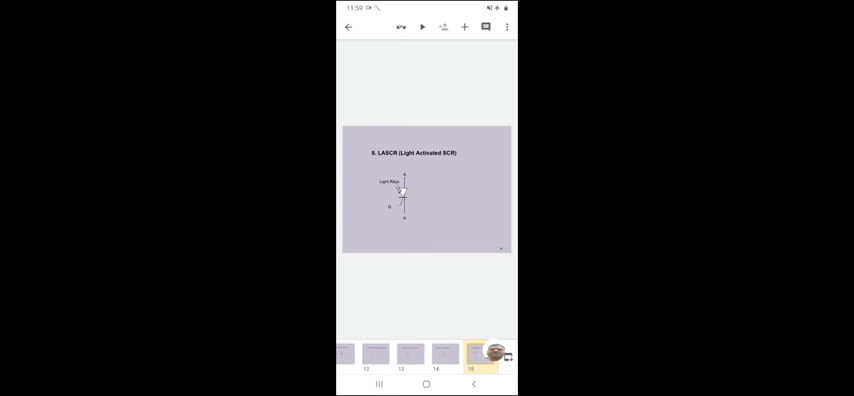 11:59
8. LASCR (Light Activated SCR)
A
Light Rays
G
K
12
13
14
15